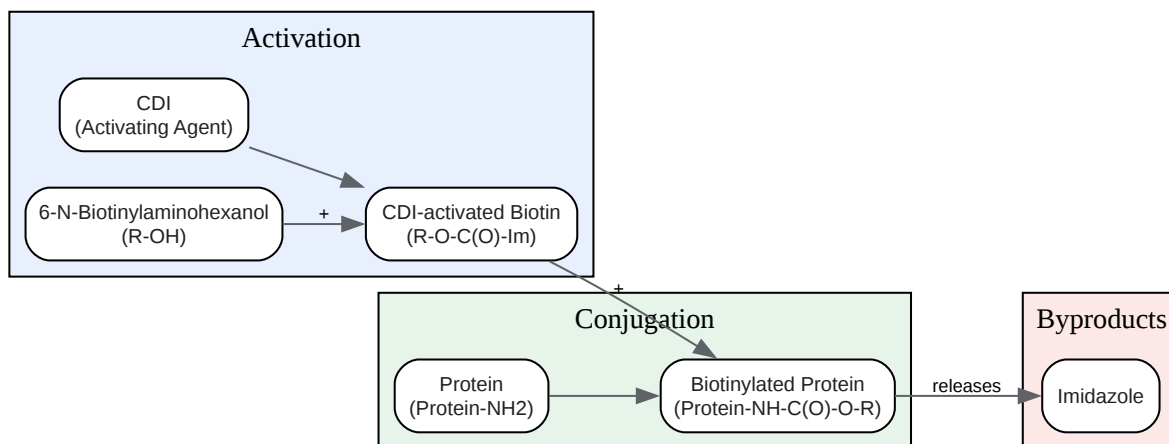 Activation
CDI
(Activating Agent)
6-N-Biotinylaminohexanol
(R-OH)
+
CDI-activated Biotin
(R-O-C(O)-Im)
+
Conjugation
Protein
(Protein-NH2)
Biotinylated Protein
(Protein-NH-C(O)-O-R)
releases
Byproducts
Imidazole